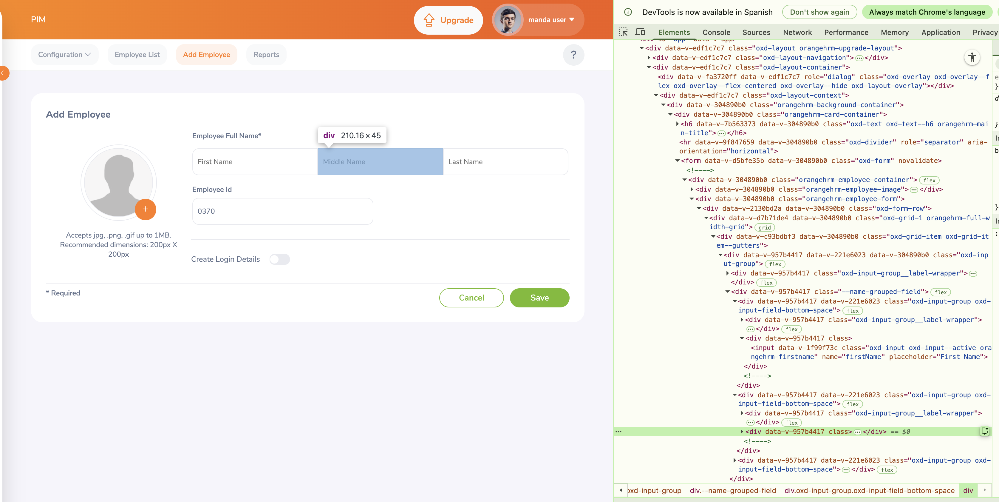 PIM
Upgrade
manda user
Configuration
Employee List
Add Employee
Reports
?
Add Employee
Employee Full Name*
div 210.16 × 45
First Name
Middle Name
Last Name
Employee Id
0370
+
Accepts jpg, .png, .gif up to 1MB.
Recommended dimensions: 200px X
200px
Create Login Details
* Required
Cancel
Save
DevTools is now available in Spanish
Don't show again
Always match Chrome's language
Elements
Console
Sources
Network
Performance
Memory
Application
Privacy
<div data-v-edf1c7c7 class="oxd-layout orangehrm-upgrade-layout">
<div data-v-edf1c7c7 class="oxd-layout-navigation"> ... </div>
<div data-v-edf1c7c7 class="oxd-layout-container">
<div data-v-fa3720ff data-v-edf1c7c7 role="dialog" class="oxd-overlay oxd-overlay--f
lex oxd-overlay--flex-centered oxd-overlay--hide oxd-layout-overlay"></div>
<div data-v-edf1c7c7 class="oxd-layout-context">
<div data-v-304890b0 class="orangehrm-background-container">
<div data-v-304890b0 class="orangehrm-card-container">
<h6 data-v-7b563373 data-v-304890b0 class="oxd-text oxd-text--h6 orangehrm-mai
n-title"> ... </h6>
<hr data-v-9f847659 data-v-304890b0 class="oxd-divider" role="separator" aria-
orientation="horizontal">
<form data-v-d5bfe35b data-v-304890b0 class="oxd-form" novalidate>
<!---->
<div data-v-304890b0 class="orangehrm-employee-container"> flex
<div data-v-304890b0 class="orangehrm-employee-image"> ... </div>
<div data-v-304890b0 class="orangehrm-employee-form">
<div data-v-2130bd2a data-v-304890b0 class="oxd-form-row">
<div data-v-d7b71de4 data-v-304890b0 class="oxd-grid-1 orangehrm-full-w
idth-grid"> grid
<div data-v-c93bdbf3 data-v-304890b0 class="oxd-grid-item oxd-grid-it
em--gutters">
<div data-v-957b4417 data-v-221e6023 data-v-304890b0 class="oxd-inp
ut-group"> flex
<div data-v-957b4417 class="oxd-input-group__label-wrapper"> ...
</div> flex
<div data-v-957b4417 class="--name-grouped-field"> flex
<div data-v-957b4417 data-v-221e6023 class="oxd-input-group oxd-
input-field-bottom-space"> flex
<div data-v-957b4417 class="oxd-input-group__label-wrapper">
... </div> flex
<div data-v-957b4417 class>
<input data-v-1f99f73c class="oxd-input oxd-input--active ora
ngehrm-firstname" name="firstName" placeholder="First Name">
</div>
<!---->
</div>
<div data-v-957b4417 data-v-221e6023 class="oxd-input-group oxd-
input-field-bottom-space"> flex
<div data-v-957b4417 class="oxd-input-group__label-wrapper">
... </div> flex
... <div data-v-957b4417 class> ... </div> == $0
<!---->
</div>
<div data-v-957b4417 data-v-221e6023 class="oxd-input-group oxd-
input-field-bottom-space"> ... </div> flex
</div>
oxd-input-group
div.--name-grouped-field
div.oxd-input-group.oxd-input-field-bottom-space
div